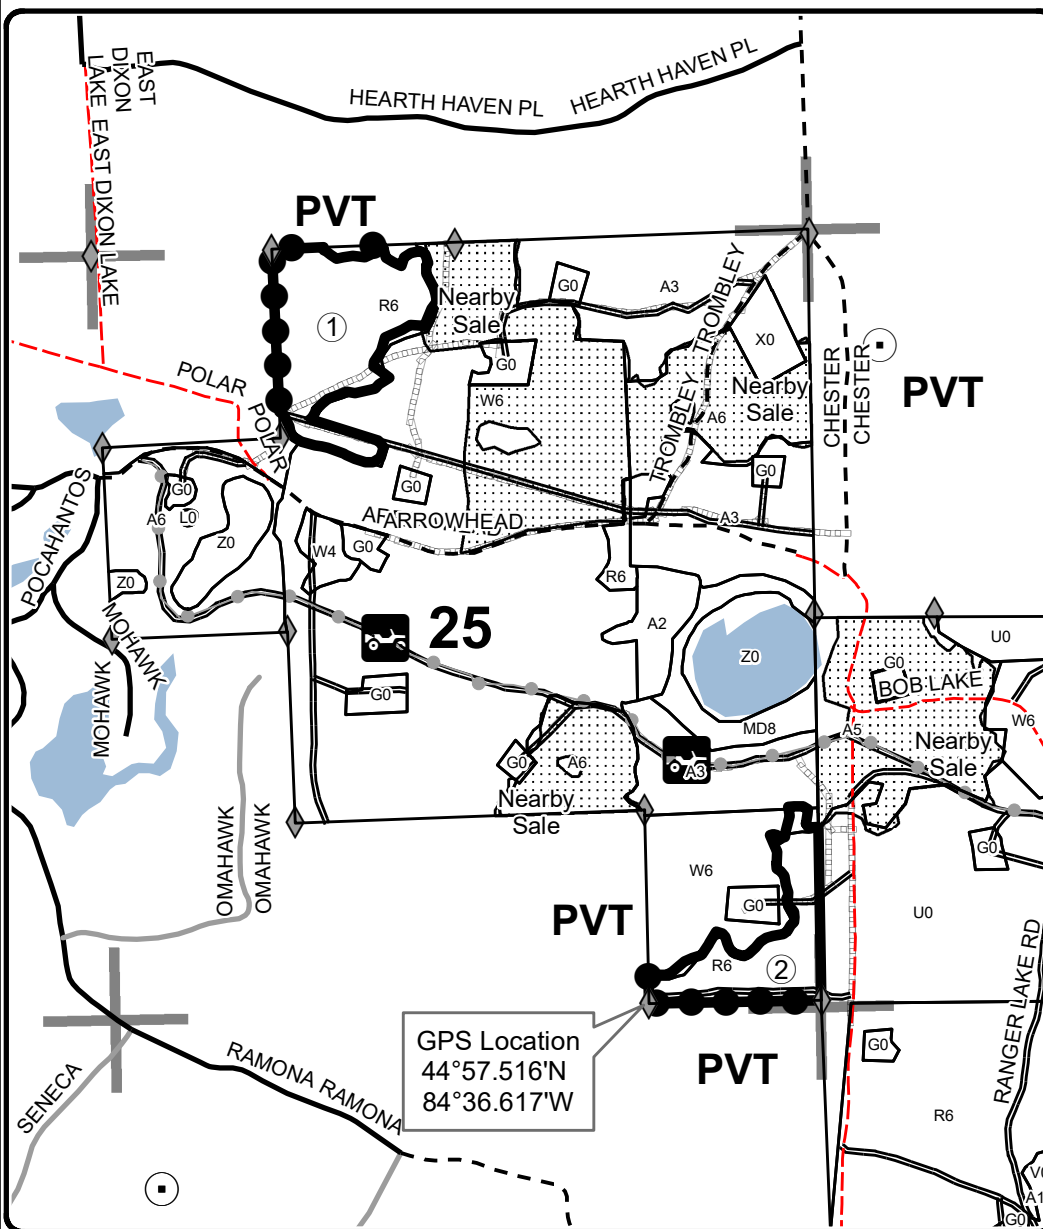 EAST
DIXON
LAKE
EAST DIXON LAKE
HEARTH HAVEN PL
HEARTH HAVEN PL
PVT
R6
1
Nearby
Sale
G0
A3
TROMBLEY
TROMBLEY
X0
CHESTER
CHESTER
PVT
POLAR
POLAR
G0
W6
Nearby
Sale
A6
G0
G0
A3
ARROWHEAD
POCAHANTOS
G0
A6
L0
Z0
Z0
W4
G0
R6
A2
Z0
25
MOHAWK
MOHAWK
G0
U0
G0
BOB LAKE
W6
MD8
A5
Nearby
Sale
G0
A6
A3
Nearby
Sale
OMAHAWK
OMAHAWK
W6
G0
G0
U0
PVT
R6
2
RANGER LAKE RD
GPS Location
44°57.516'N
84°36.617'W
PVT
G0
RAMONA RAMONA
SENECA
R6
A1
G0